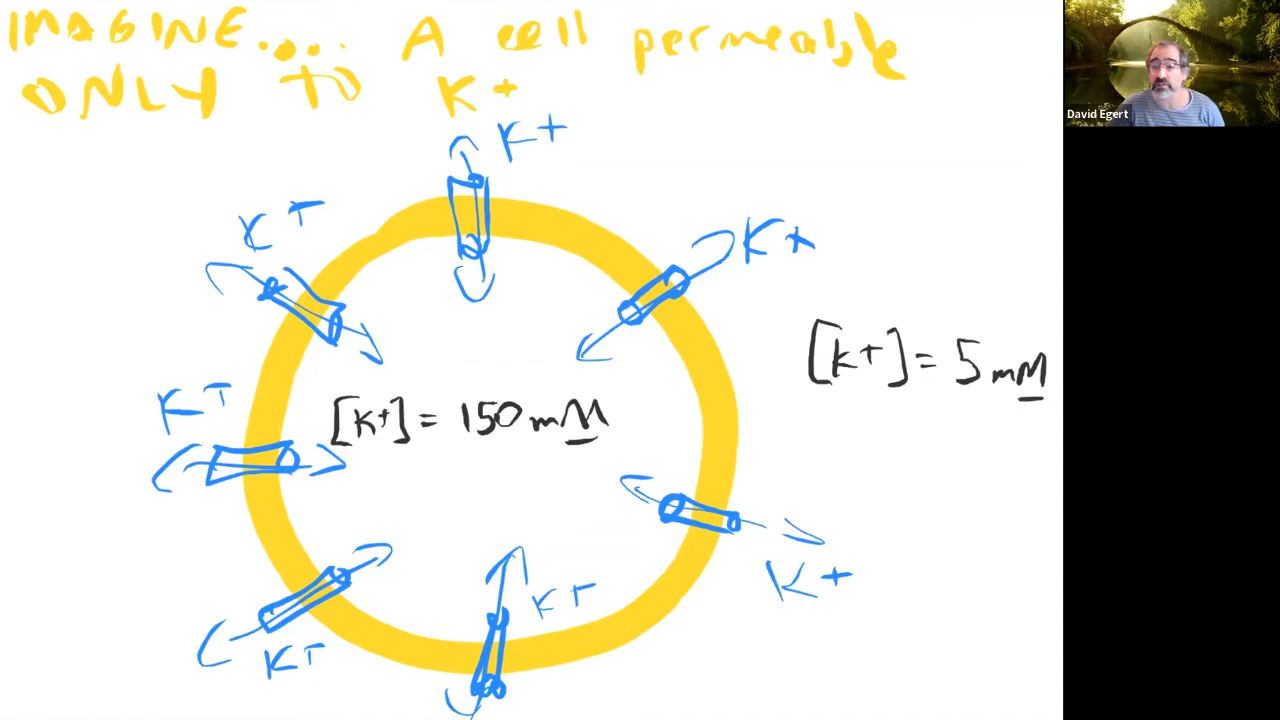 IMAGINE.... A cell permeable
ONLY to K+
K+
K+
K+
[K+] = 5 mM
K+
[K+] = 150 mM
K+
K+
K+
David Egert